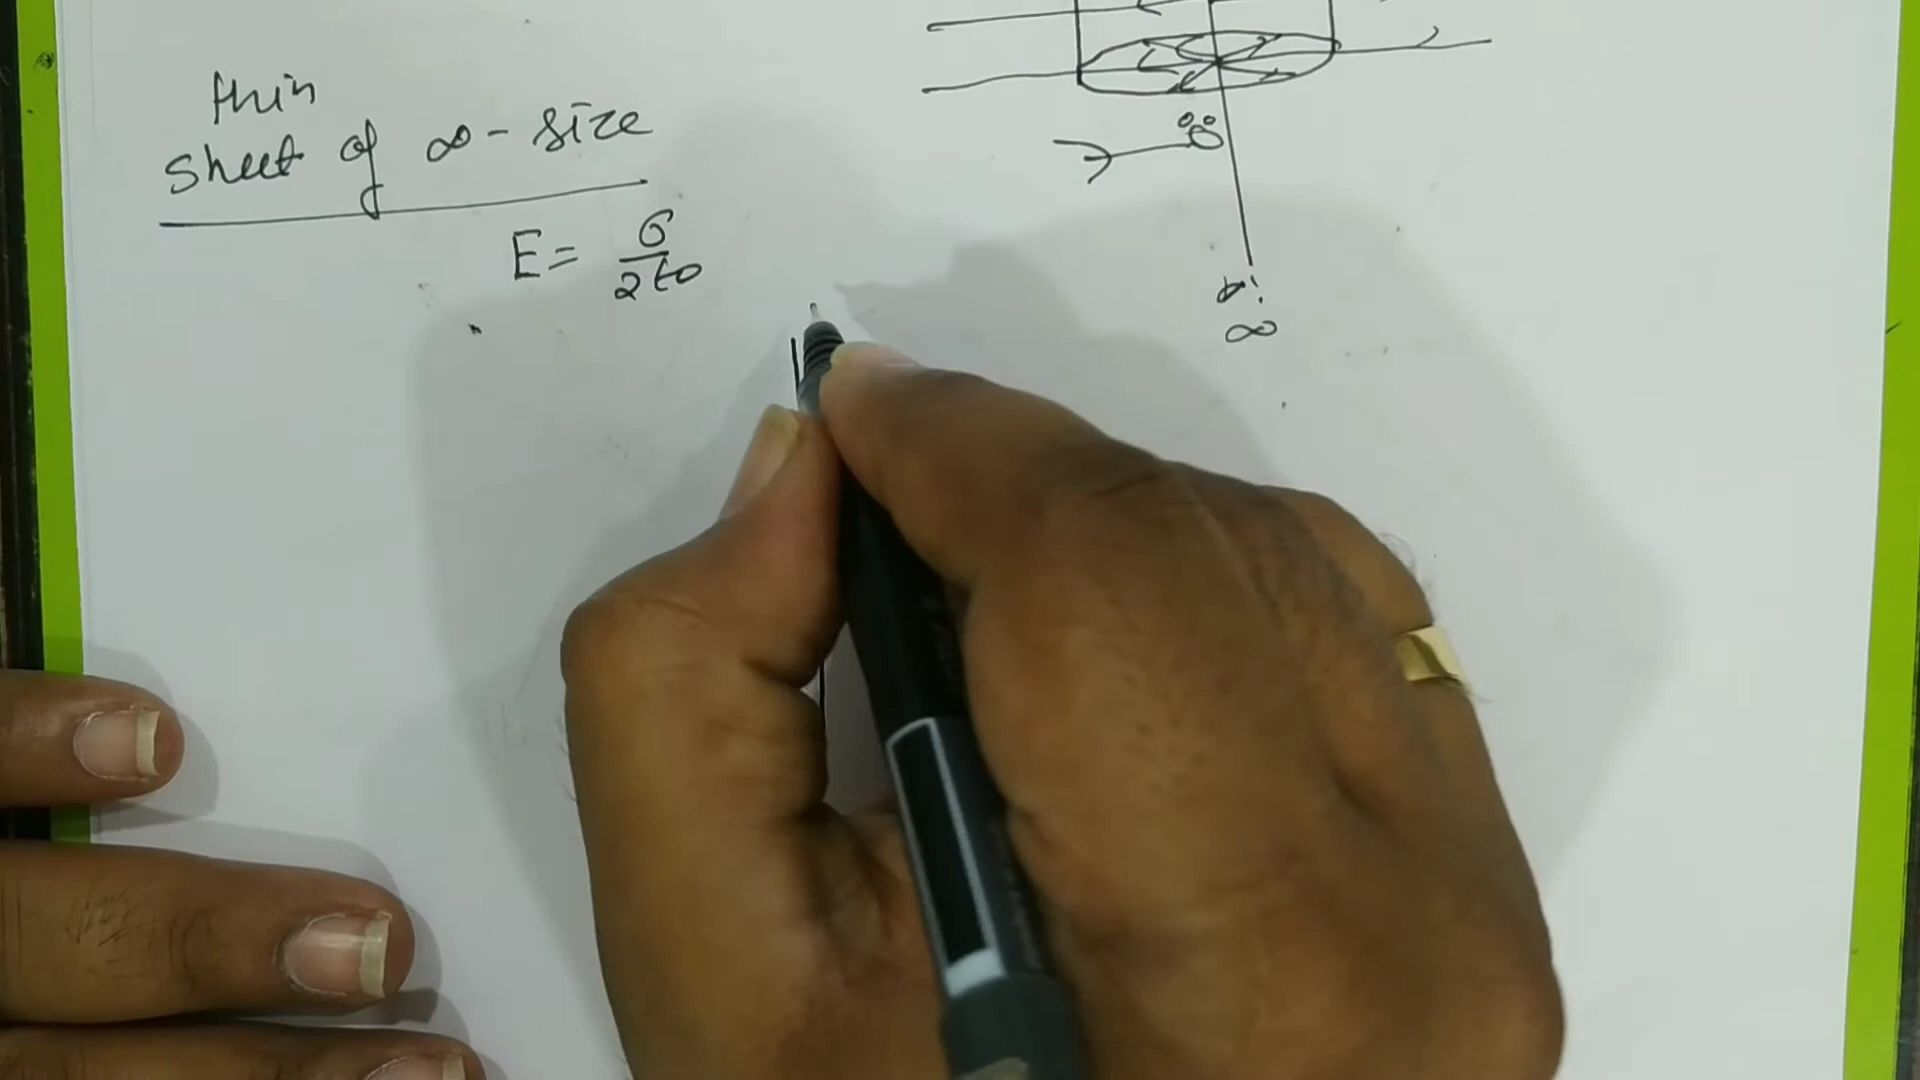 thin
sheet of ∞ - size
E = σ/2ϵ0
∞